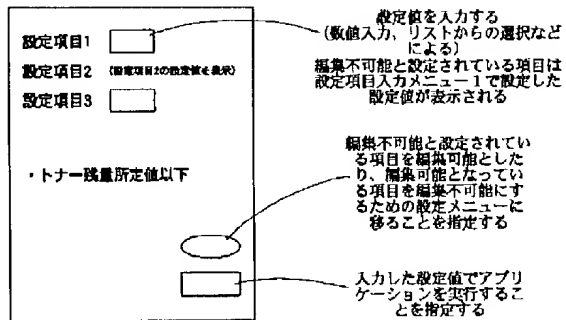 設定項目1
設定項目2 (設定項目2の設定値を表示)
設定項目3
・トナー残量所定値以下
設定値を入力する
(数値入力、リストからの選択など
による)
編集不可能と設定されている項目は
設定項目入力メニュー1で設定した
設定値が表示される
編集不可能と設定されてい
る項目を編集可能とした
り、編集可能となってい
る項目を編集不可能にす
るための設定メニューに
移ることを指定する
入力した設定値でアプリ
ケーションを実行するこ
とを指定する